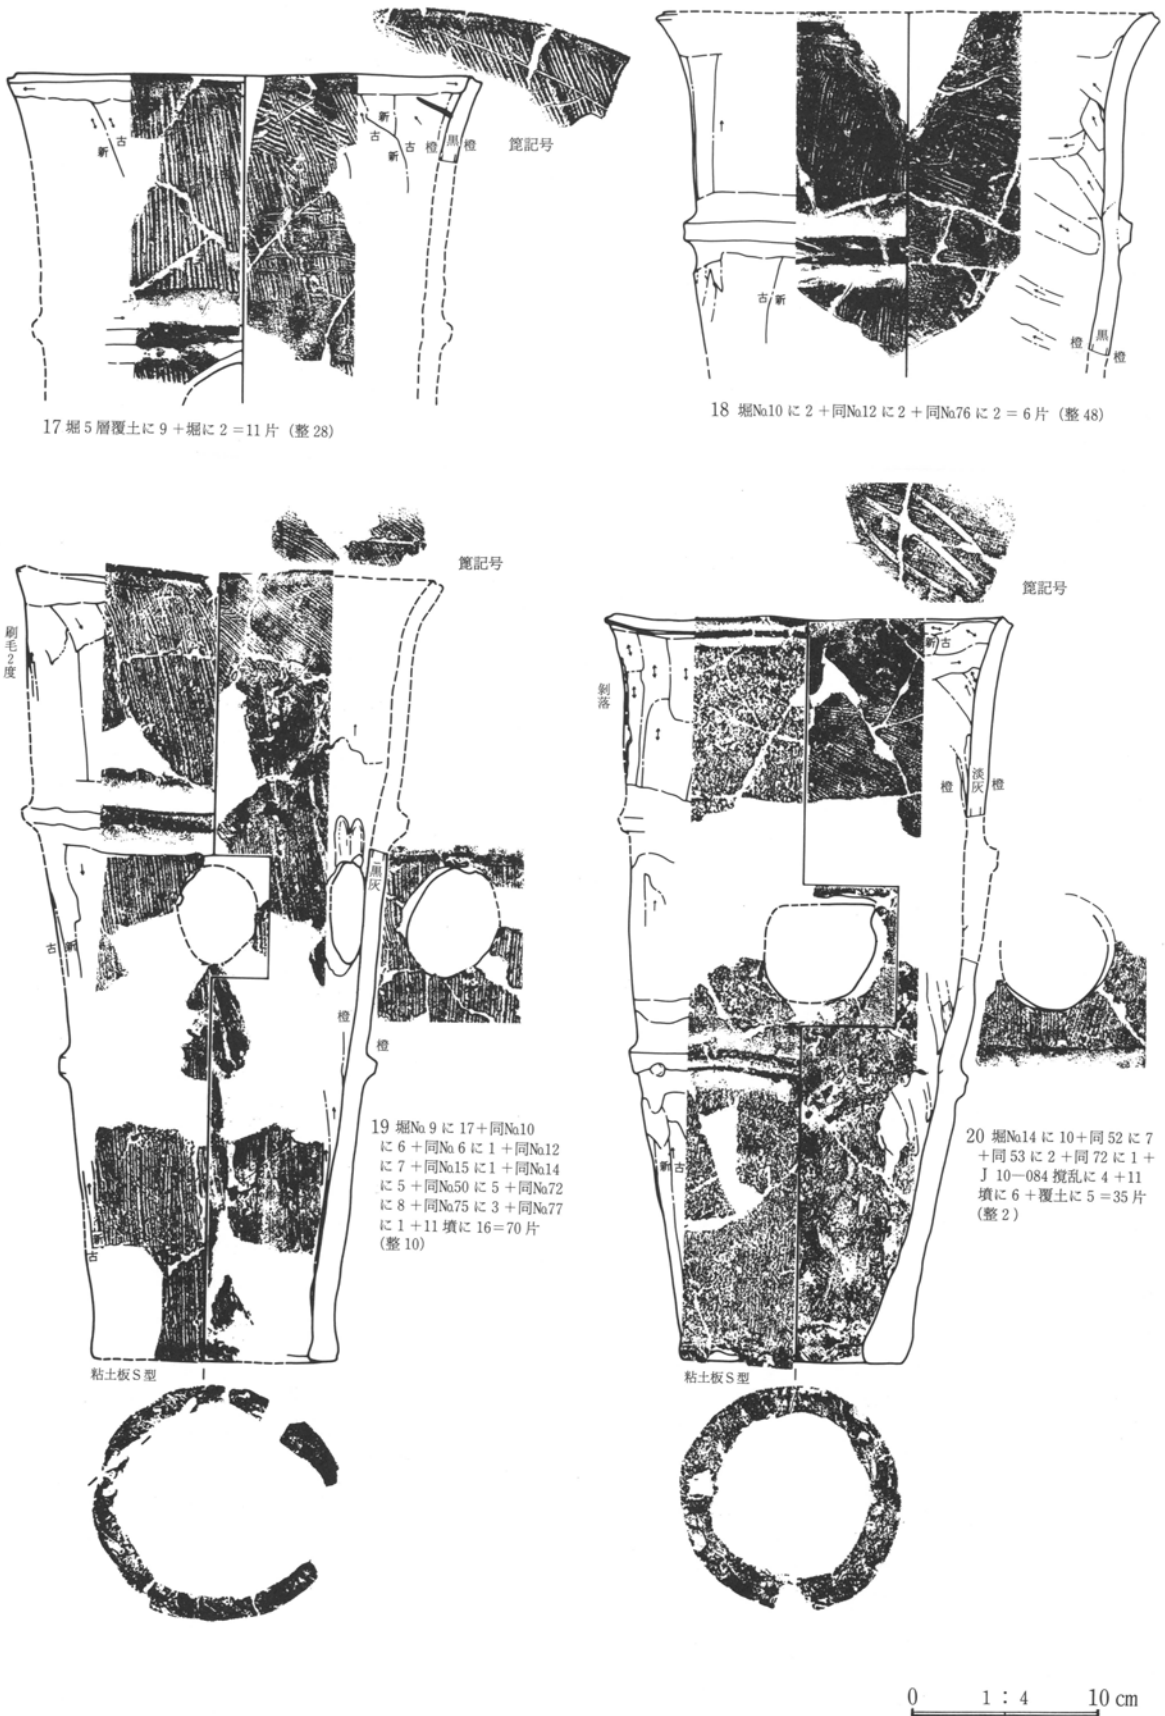 新
古
古
新
新
古
橙
黒
橙
篦記号
17 堀5層覆土に9+堀に2=11片 (整28)
古
新
橙
黒
橙
18 堀No.10に2+同No.12に2+同No.76に2=6片 (整48)
篦記号
刷毛2度
古
新
黒灰
橙
橙
新
古
19 堀No.9に17+同No.10
に6+同No.6に1+同No.12
に7+同No.15に1+同No.14
に5+同No.50に5+同No.72
に8+同No.75に3+同No.77
に1+11墳に16=70片
(整10)
粘土板S型
篦記号
剝落
新
古
橙
淡灰
橙
新
古
20 堀No.14に10+同52に7
+同53に2+同72に1+
J10―084攪乱に4+11
墳に6+覆土に5=35片
(整2)
粘土板S型
0 1:4 10cm